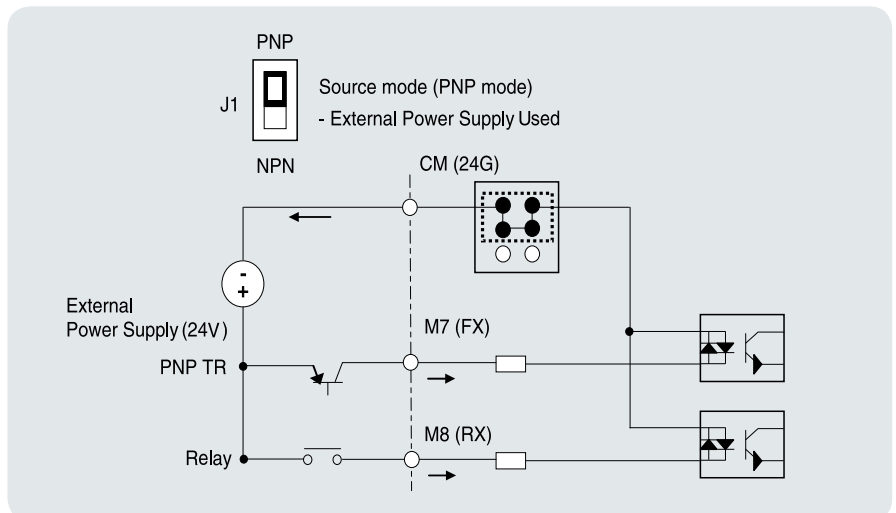 PNP
J1
Source mode (PNP mode)
- External Power Supply Used
NPN
CM (24G)
-
+
External
Power Supply (24V)
M7 (FX)
PNP TR
M8 (RX)
Relay